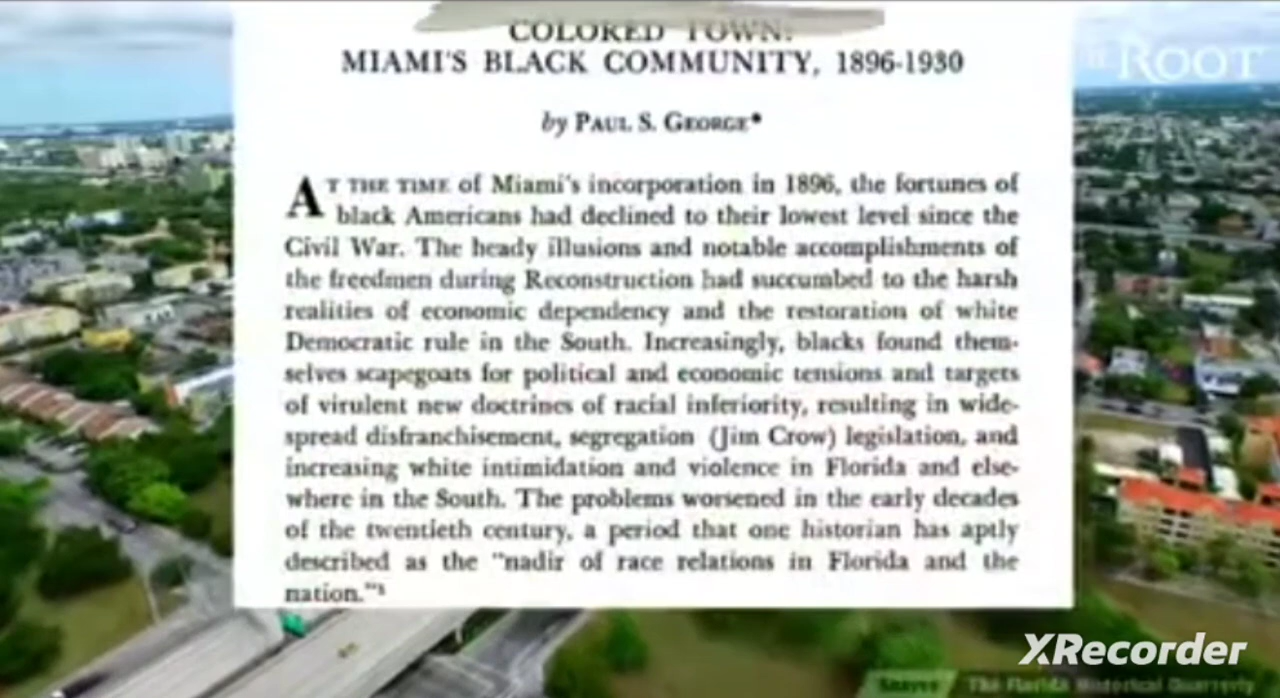 COLORED TOWN:
MIAMI'S BLACK COMMUNITY, 1896-1930
ROOT
by PAUL S. GEORGE*
AT THE TIME of Miami's incorporation in 1896, the fortunes of
black Americans had declined to their lowest level since the
Civil War. The heady illusions and notable accomplishments of
the freedmen during Reconstruction had succumbed to the harsh
realities of economic dependency and the restoration of white
Democratic rule in the South. Increasingly, blacks found them-
selves scapegoats for political and economic tensions and targets
of virulent new doctrines of racial inferiority, resulting in wide-
spread disfranchisement, segregation (Jim Crow) legislation, and
increasing white intimidation and violence in Florida and else-
where in the South. The problems worsened in the early decades
of the twentieth century, a period that one historian has aptly
described as the "nadir of race relations in Florida and the
nation."¹
XRecorder
Source The Florida Historical Quarterly